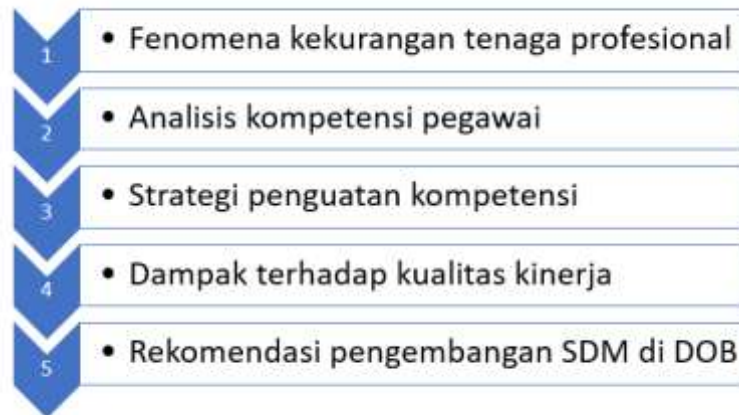 1 • Fenomena kekurangan tenaga profesional
2 • Analisis kompetensi pegawai
3 • Strategi penguatan kompetensi
4 • Dampak terhadap kualitas kinerja
5 • Rekomendasi pengembangan SDM di DOB